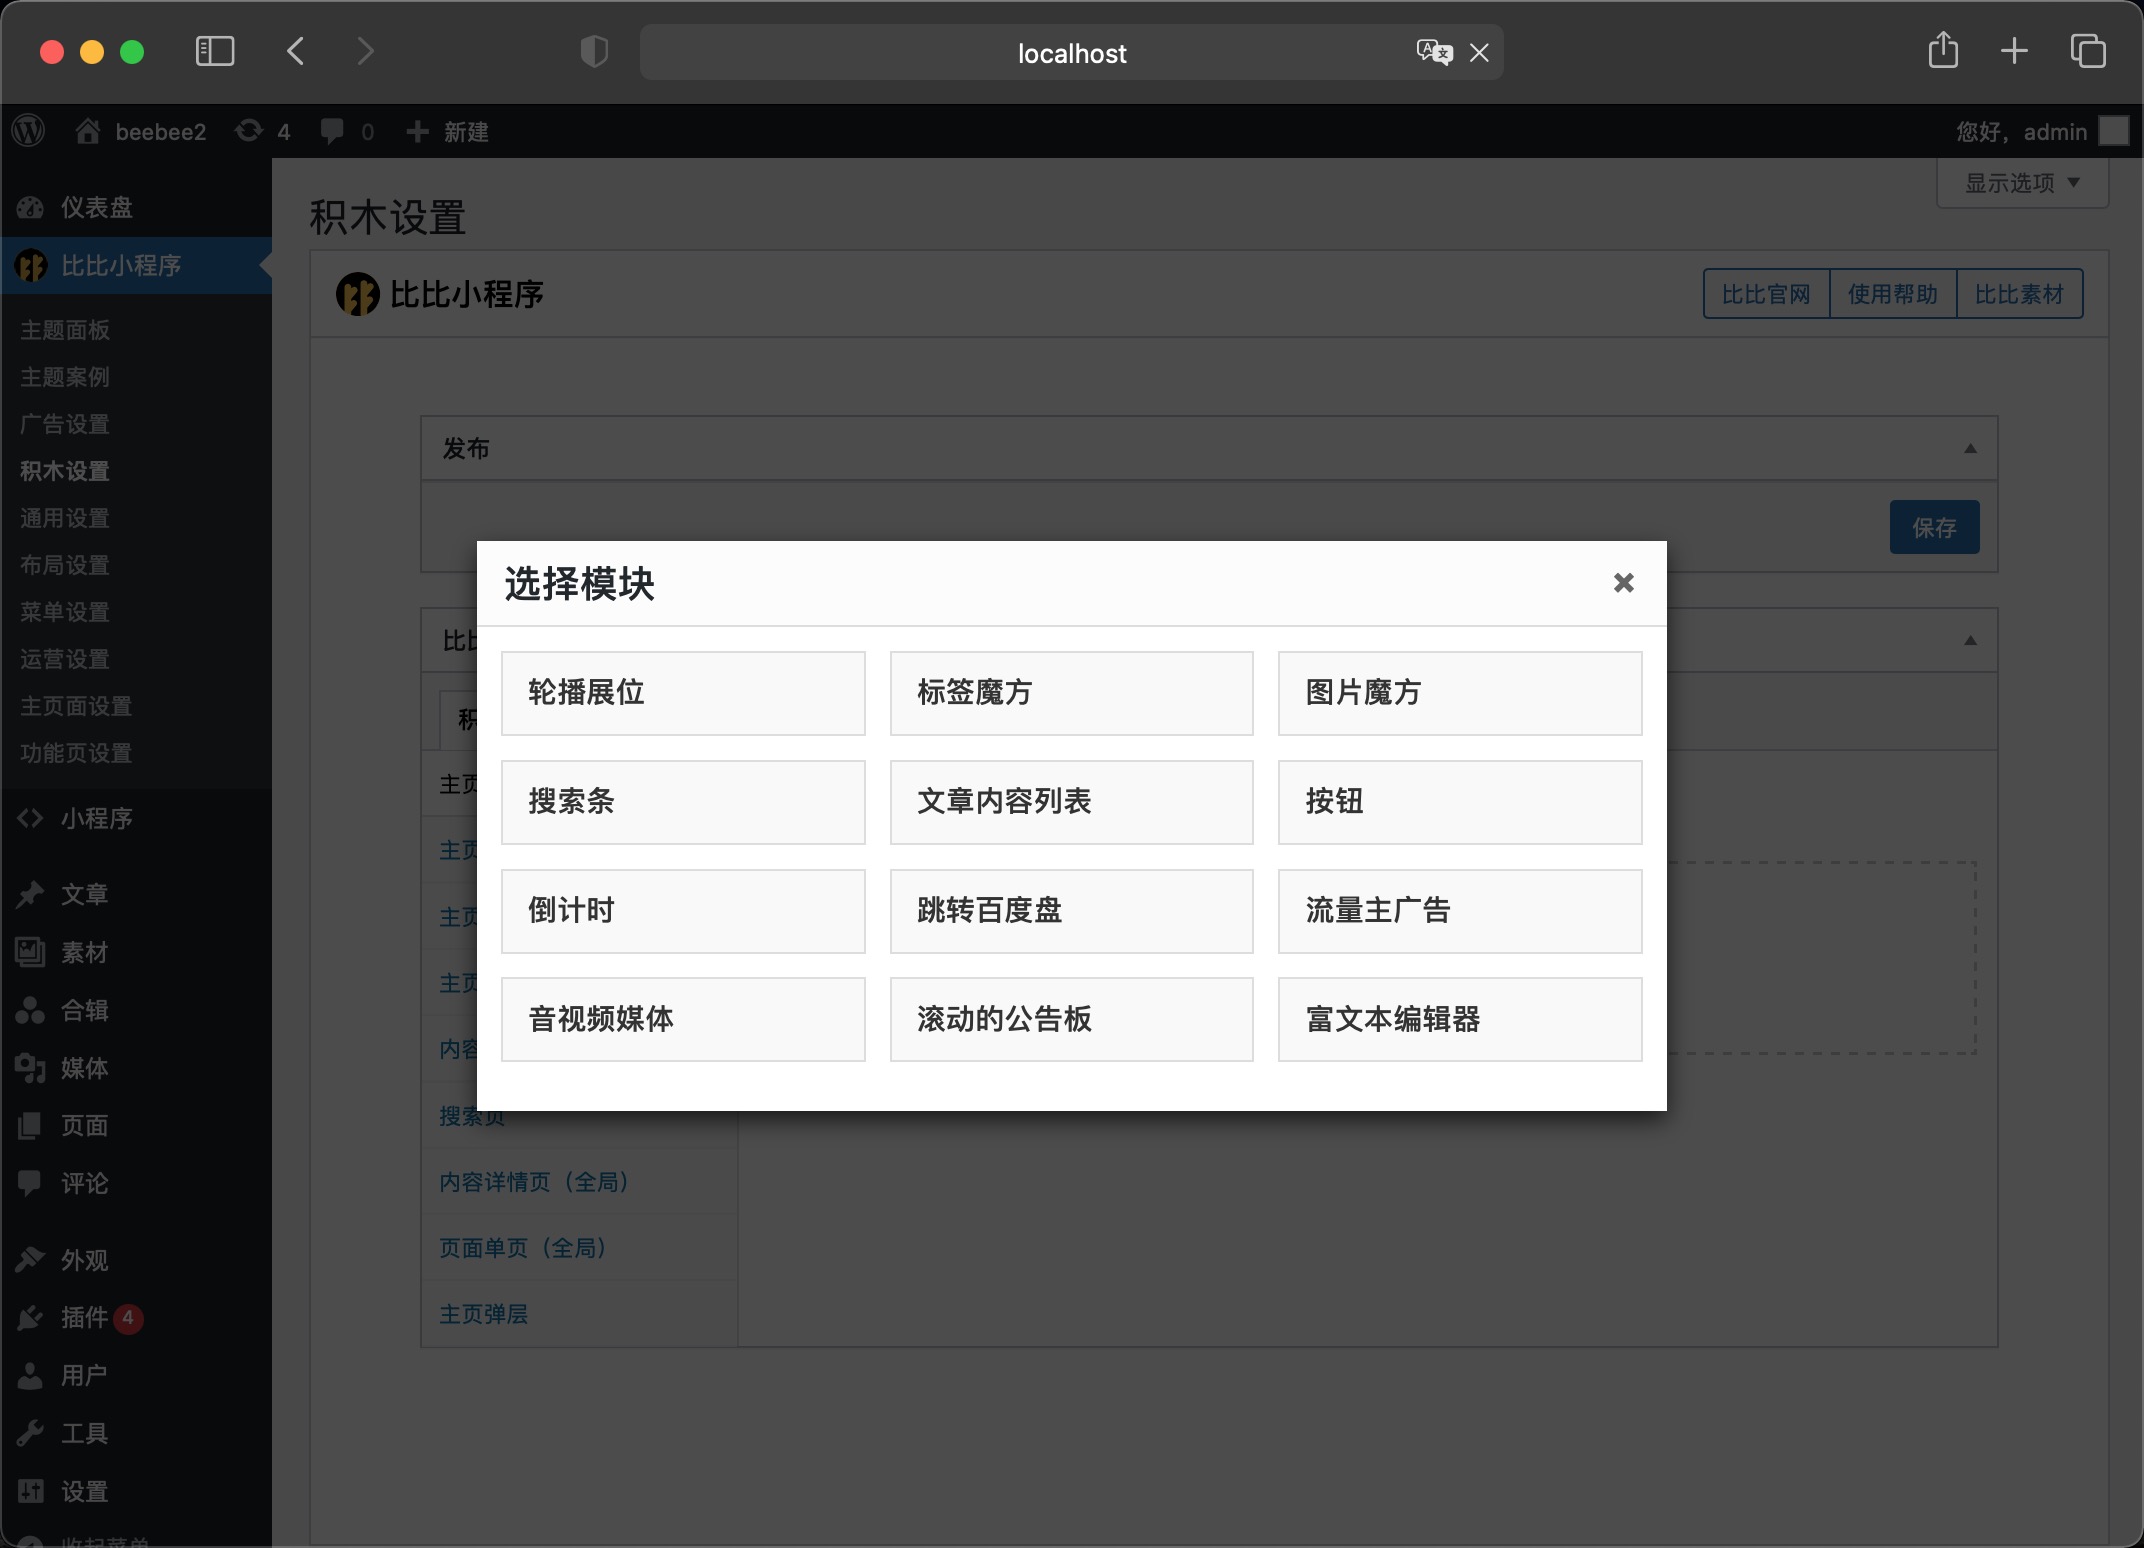 localhost
beebee2
4
0
新建
您好，admin
仪表盘
比比小程序
主题面板
主题案例
广告设置
积木设置
通用设置
布局设置
菜单设置
运营设置
主页面设置
功能页设置
小程序
文章
素材
合辑
媒体
页面
评论
外观
插件 4
用户
工具
设置
收起菜单
显示选项
积木设置
比比小程序
比比官网
使用帮助
比比素材
发布
保存
选择模块
轮播展位
标签魔方
图片魔方
搜索条
文章内容列表
按钮
倒计时
跳转百度盘
流量主广告
音视频媒体
滚动的公告板
富文本编辑器
主页
主页
主页
主页
内容
搜索页
内容详情页（全局）
页面单页（全局）
主页弹层